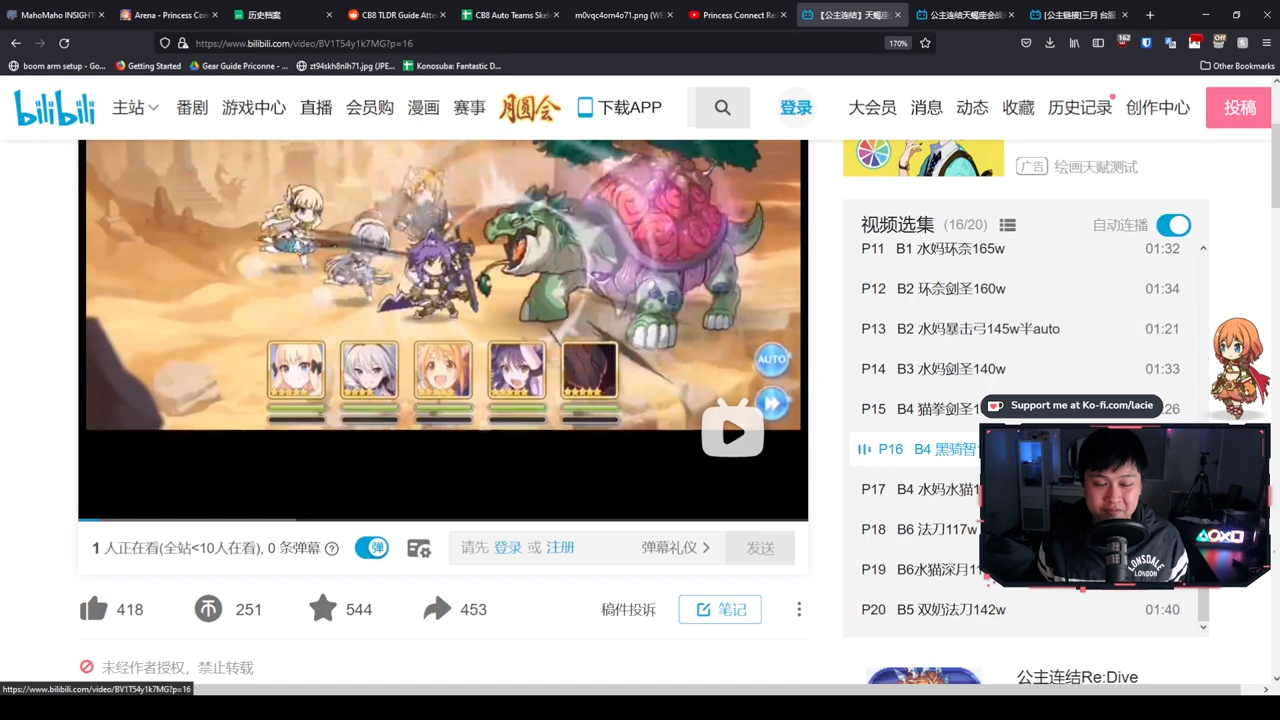 MahoMaho INSIGHT
Arena - Princess Con
历史档案
CB8 TLDR Guide Atte
CB8 Auto Teams Skel
m0vqc4orn4o71.png (WE
Princess Connect Re:
【公主连结】天蝎座
公主连结天蝎座会战
[公主链接]三月 台服
https://www.bilibili.com/video/BV1T54y1k7MG?p=16
170%
162
Off
boom arm setup - Go...
Getting Started
Gear Guide Priconne - ...
zt94skh8nlh71.jpg (JPE...
Konosuba: Fantastic D...
Other Bookmarks
bilibili
主站
番剧
游戏中心
直播
会员购
漫画
赛事
月圆会
下载APP
登录
大会员
消息
动态
收藏
历史记录
创作中心
投稿
广告
绘画天赋测试
视频选集
(16/20)
自动连播
P11 B1 水妈环奈165w 01:32
P12 B2 环奈剑圣160w 01:34
P13 B2 水妈暴击弓145w半auto 01:21
P14 B3 水妈剑圣140w 01:33
P15 B4 猫拳剑圣1 :26
Support me at Ko-fi.com/lacie
P16 B4 黑骑智
P17 B4 水妈水猫1
P18 B6 法刀117w
P19 B6水猫深月1
P20 B5 双奶法刀142w 01:40
LONSDALE
LONDON
AUTO
1 人正在看(全站<10人在看), 0 条弹幕
弹
请先 登录 或 注册
弹幕礼仪
发送
418
251
544
453
稿件投诉
笔记
未经作者授权，禁止转载
公主连结Re:Dive
https://www.bilibili.com/video/BV1T54y1k7MG?p=16